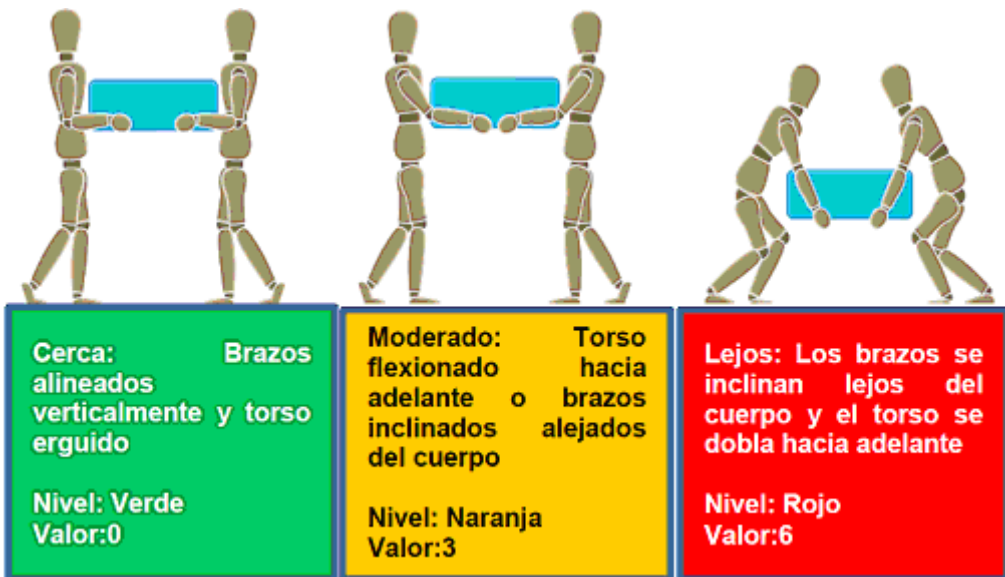 Cerca: Brazos
alineados
verticalmente y torso
erguido
Nivel: Verde
Valor:0
Moderado: Torso
flexionado hacia
adelante o brazos
inclinados alejados
del cuerpo
Nivel: Naranja
Valor:3
Lejos: Los brazos se
inclinan lejos del
cuerpo y el torso se
dobla hacia adelante
Nivel: Rojo
Valor:6